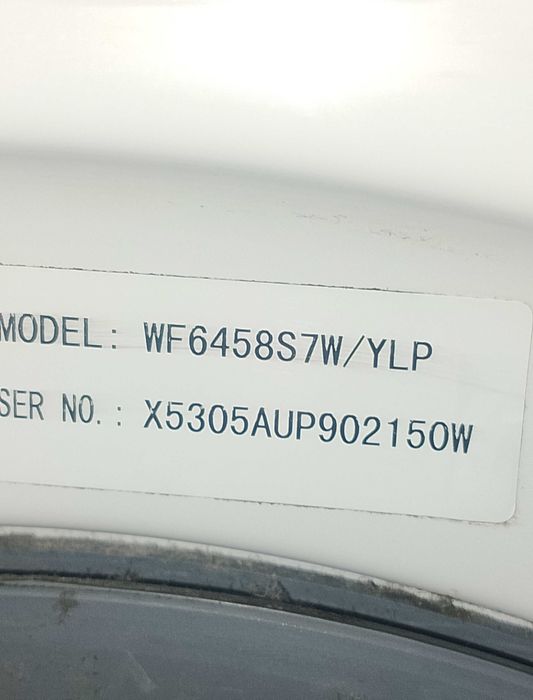 MODEL: WF6458S7W/YLP
SER NO.: X5305AUP902150W